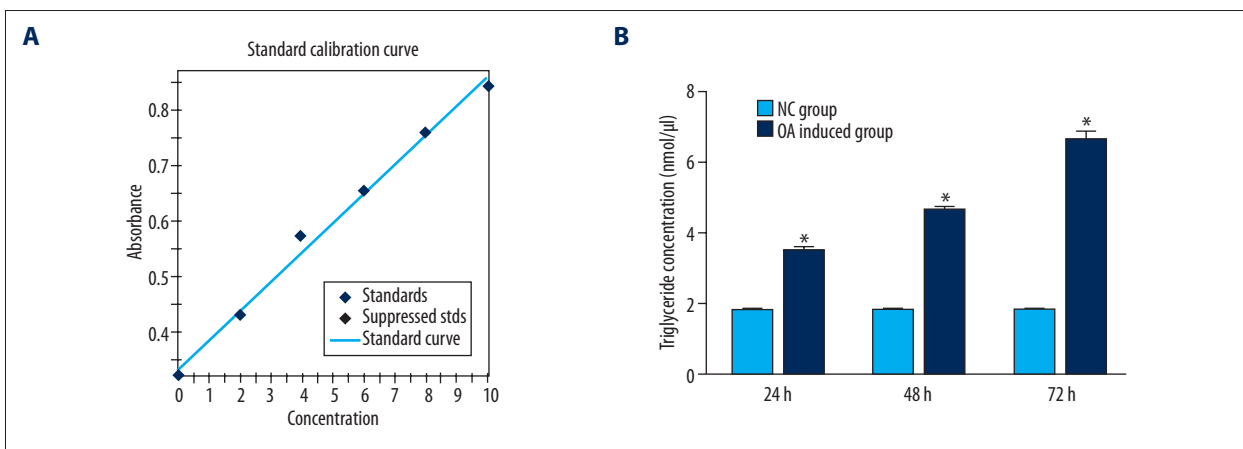 A
Standard calibration curve
Absorbance
0.8
0.7
0.6
0.5
0.4
Standards
Suppressed stds
Standard curve
0 1 2 3 4 5 6 7 8 9 10
Concentration
B
Triglyceride concentration (nmol/µl)
8
6
4
2
0
NC group
OA induced group
*
*
*
24 h 48 h 72 h